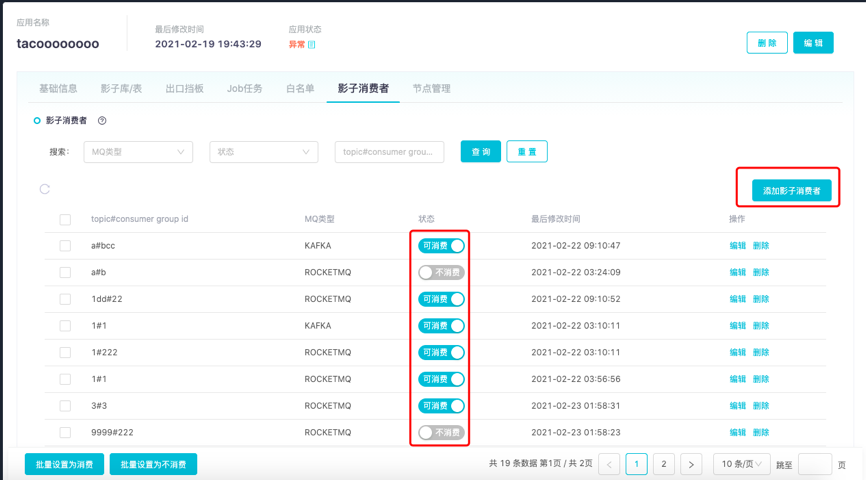 应用名称
tacoooooooo
最后修改时间
2021-02-19 19:43:29
应用状态
异常
删 除
编 辑
基础信息 影子库/表 出口挡板 Job任务 白名单 影子消费者 节点管理
影子消费者
搜索: MQ类型 状态 topic#consumer grou... 查 询 重 置
添加影子消费者
topic#consumer group id MQ类型 状态 最后修改时间 操作
a#bcc KAFKA 可消费 2021-02-22 09:10:47 编辑 删除
a#b ROCKETMQ 不消费 2021-02-22 03:24:09 编辑 删除
1dd#22 ROCKETMQ 可消费 2021-02-22 09:10:52 编辑 删除
1#1 KAFKA 可消费 2021-02-22 03:10:11 编辑 删除
1#222 ROCKETMQ 可消费 2021-02-22 03:10:11 编辑 删除
1#1 ROCKETMQ 可消费 2021-02-22 03:56:56 编辑 删除
3#3 ROCKETMQ 可消费 2021-02-23 01:58:31 编辑 删除
9999#222 ROCKETMQ 不消费 2021-02-23 01:58:23 编辑 删除
批量设置为消费 批量设置为不消费 共 19 条数据 第1页 / 共 2页 < 1 2 > 10 条/页 跳至 页